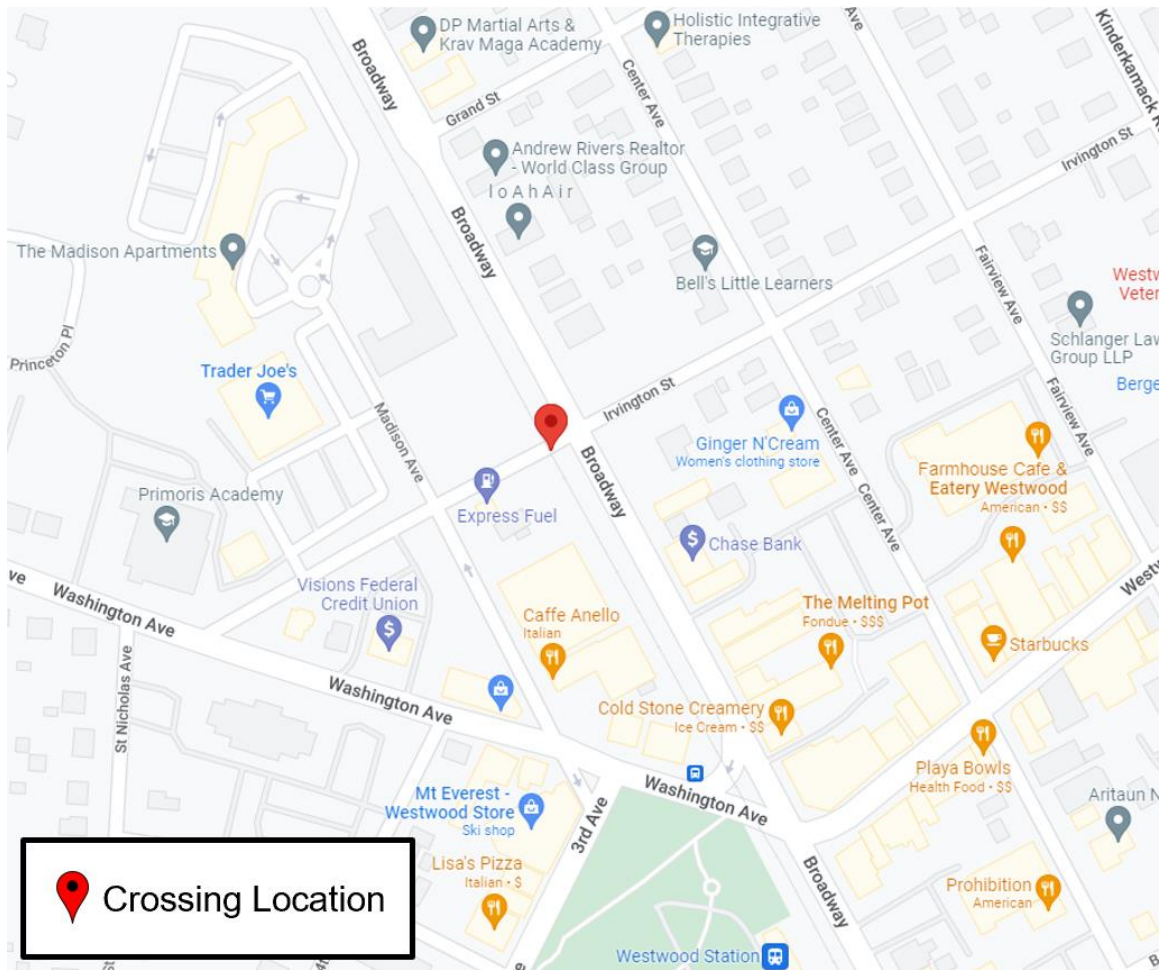 DP Martial Arts &
Krav Maga Academy
Holistic Integrative
Therapies
Ave
Kinderkamack
Broadway
Grand St
Center Ave
Irvington St
Andrew Rivers Realtor
- World Class Group
l o A h A i r
Broadway
The Madison Apartments
Bell's Little Learners
Fairview Ave
Schlanger Law
Group LLP
Princeton Pl
Trader Joe's
Madison Ave
Irvington St
Fairview Ave
Ginger N'Cream
Women's clothing store
Center Ave
Broadway
Farmhouse Cafe &
Eatery Westwood
American • $$
Primoris Academy
Express Fuel
Center Ave
Chase Bank
Visions Federal
Credit Union
Washington Ave
Caffe Anello
Italian
The Melting Pot
Fondue • $$$
Starbucks
St Nicholas Ave
Washington Ave
Cold Stone Creamery
Ice Cream • $$
Playa Bowls
Health Food • $$
Mt Everest -
Westwood Store
Ski shop
3rd Ave
Washington Ave
Lisa's Pizza
Italian • $
Broadway
Prohibition
American
Westwood Station
Crossing Location